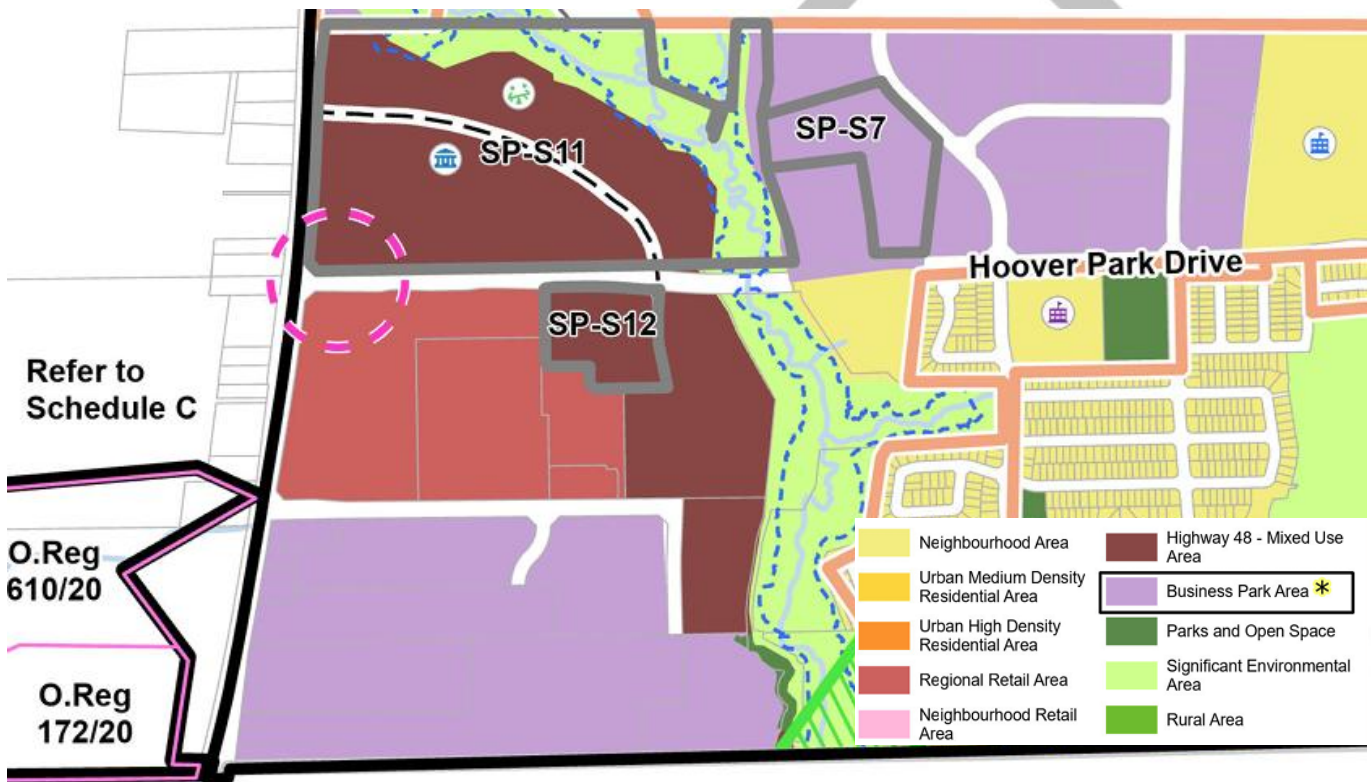 SP-S11
SP-S7
Hoover Park Drive
SP-S12
Refer to
Schedule C
O.Reg
610/20
O.Reg
172/20
Neighbourhood Area
Urban Medium Density
Residential Area
Urban High Density
Residential Area
Regional Retail Area
Neighbourhood Retail
Area
Highway 48 - Mixed Use
Area
Business Park Area *
Parks and Open Space
Significant Environmental
Area
Rural Area